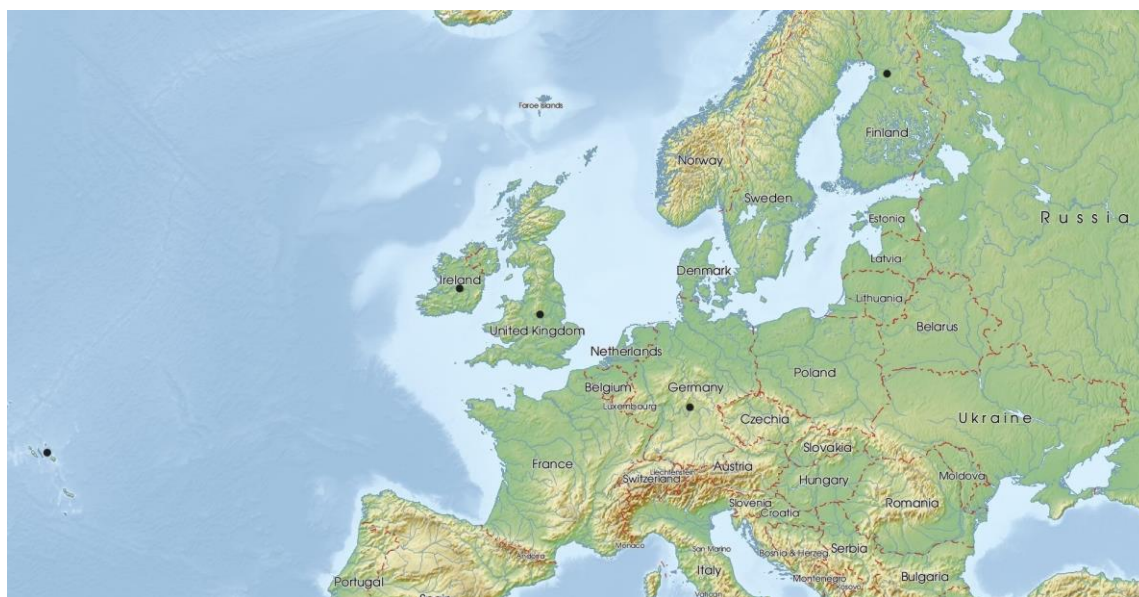 Faroe Islands
Norway
Finland
Sweden
Russia
Estonia
Latvia
Denmark
Ireland
Lithuania
Belarus
United Kingdom
Netherlands
Poland
Belgium
Germany
Luxembourg
Czechia
Ukraine
Slovakia
France
Liechtenstein
Austria
Switzerland
Hungary
Moldova
Slovenia
Romania
Croatia
Monaco
San Marino
Bosnia & Herzeg.
Serbia
Andorra
Italy
Montenegro
Bulgaria
Portugal
Kosovo